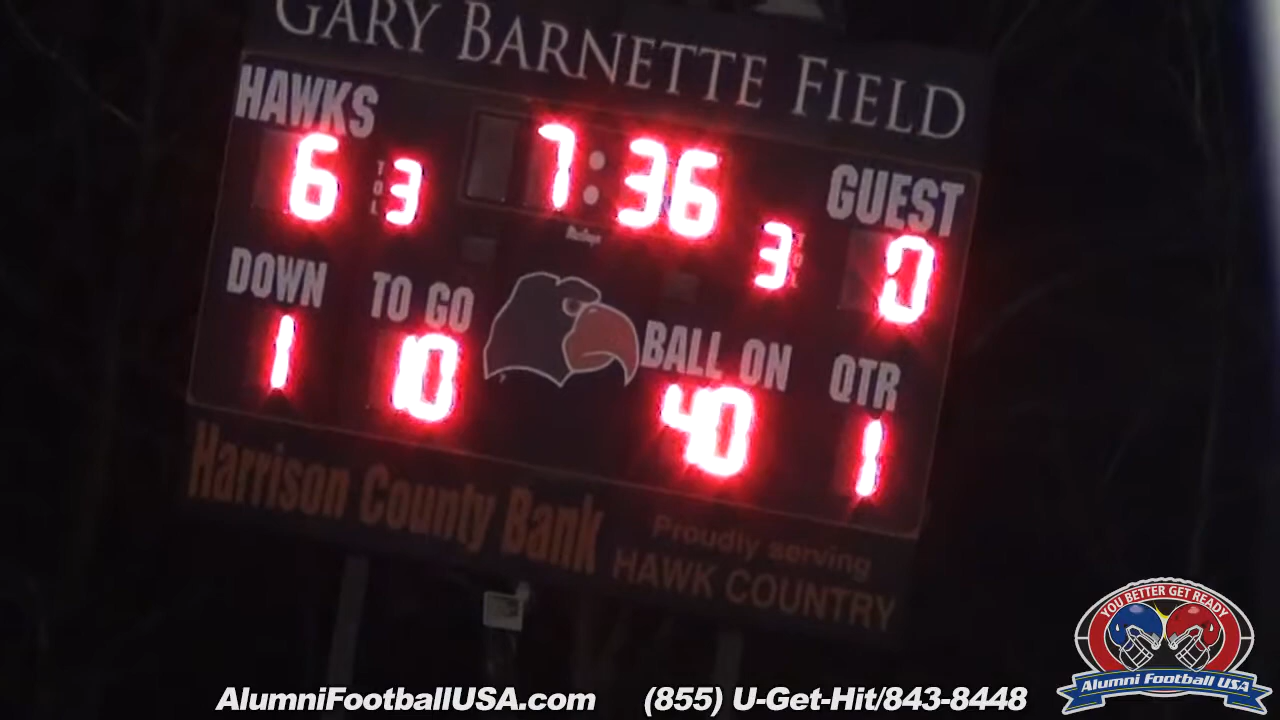 GARY BARNETTE FIELD
HAWKS
7:36
GUEST
6
TOL
3
3
TOL
0
DOWN
TO GO
BALL ON
QTR
1
10
40
1
Harrison County Bank
Proudly serving
HAWK COUNTRY
YOU BETTER GET READY
Alumni Football USA
AlumniFootballUSA.com
(855) U-Get-Hit/843-8448